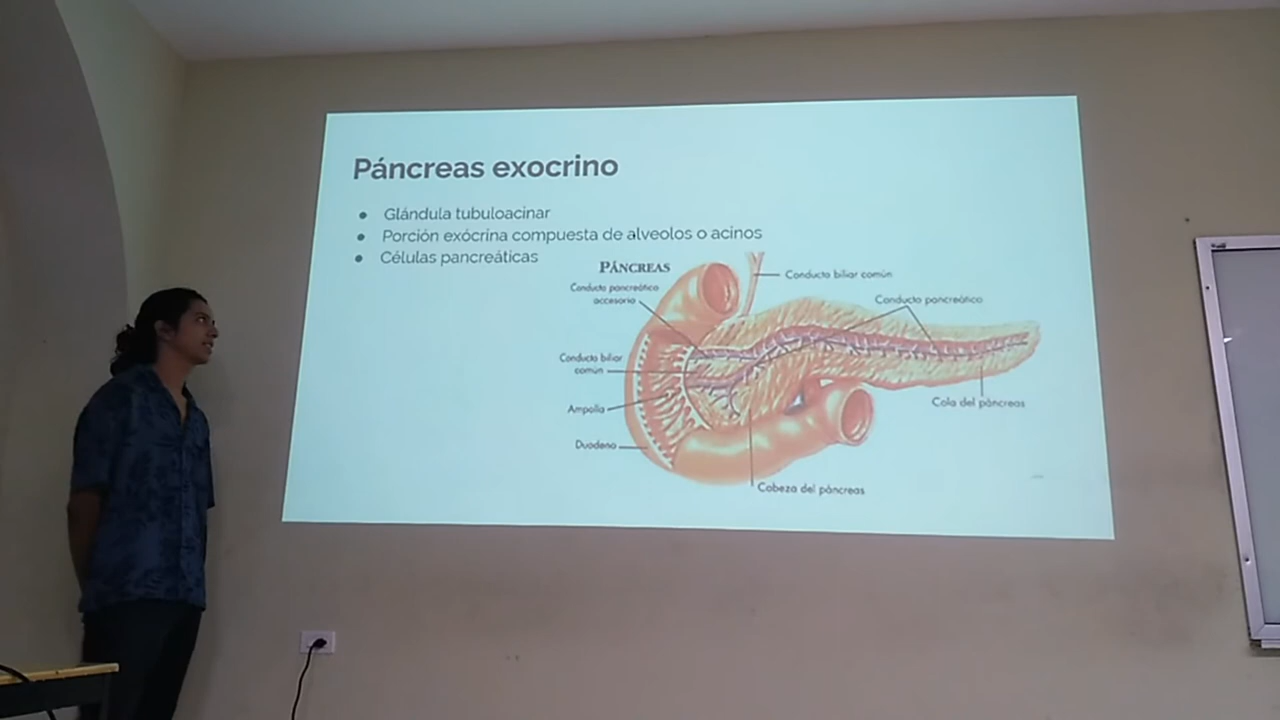 Páncreas exocrino
● Glándula tubuloacinar
● Porción exócrina compuesta de alveolos o acinos
● Células pancreáticas
PÁNCREAS
Conducto pancreático
accesorio
Conducto biliar común
Conducto pancreático
Conducto biliar
común
Ampolla
Cola del páncreas
Duodeno
Cabeza del páncreas